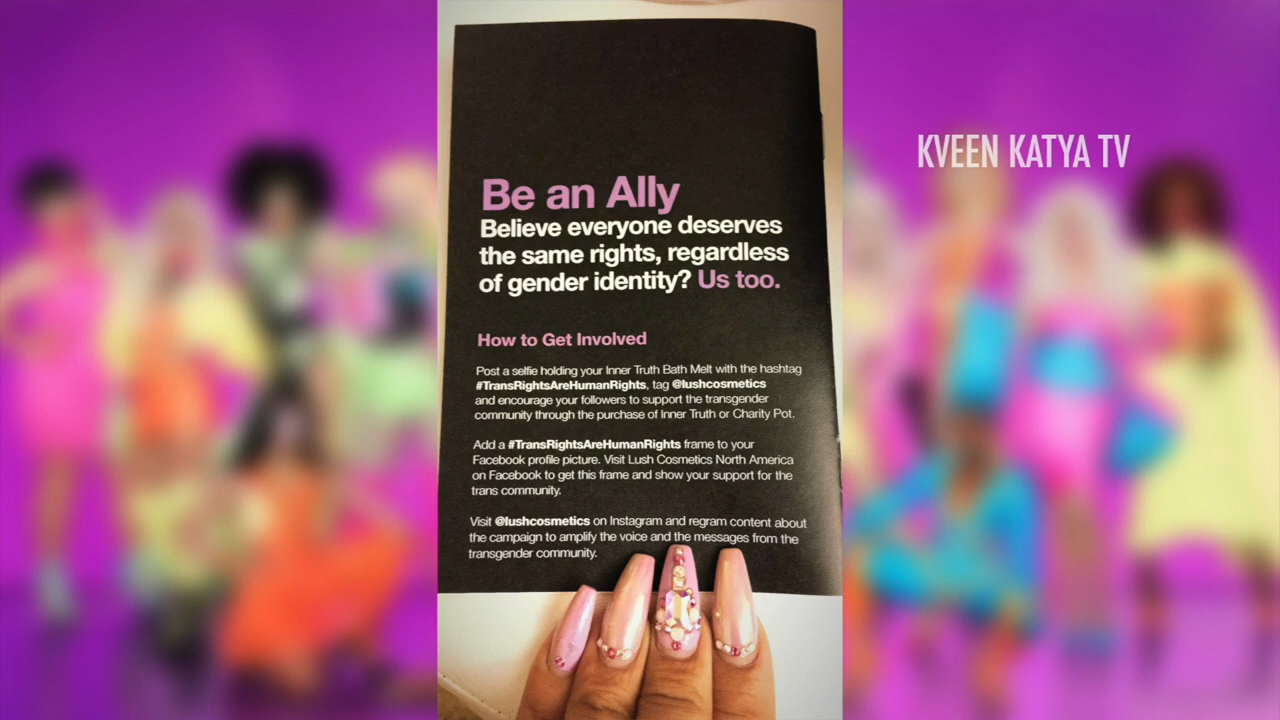 KVEEN KATYA TV
Be an Ally
Believe everyone deserves
the same rights, regardless
of gender identity? Us too.
How to Get Involved
Post a selfie holding your Inner Truth Bath Melt with the hashtag
#TransRightsAreHumanRights, tag @lushcosmetics
and encourage your followers to support the transgender
community through the purchase of Inner Truth or Charity Pot.
Add a #TransRightsAreHumanRights frame to your
Facebook profile picture. Visit Lush Cosmetics North America
on Facebook to get this frame and show your support for the
trans community.
Visit @lushcosmetics on Instagram and regram content about
the campaign to amplify the voice and the messages from the
transgender community.